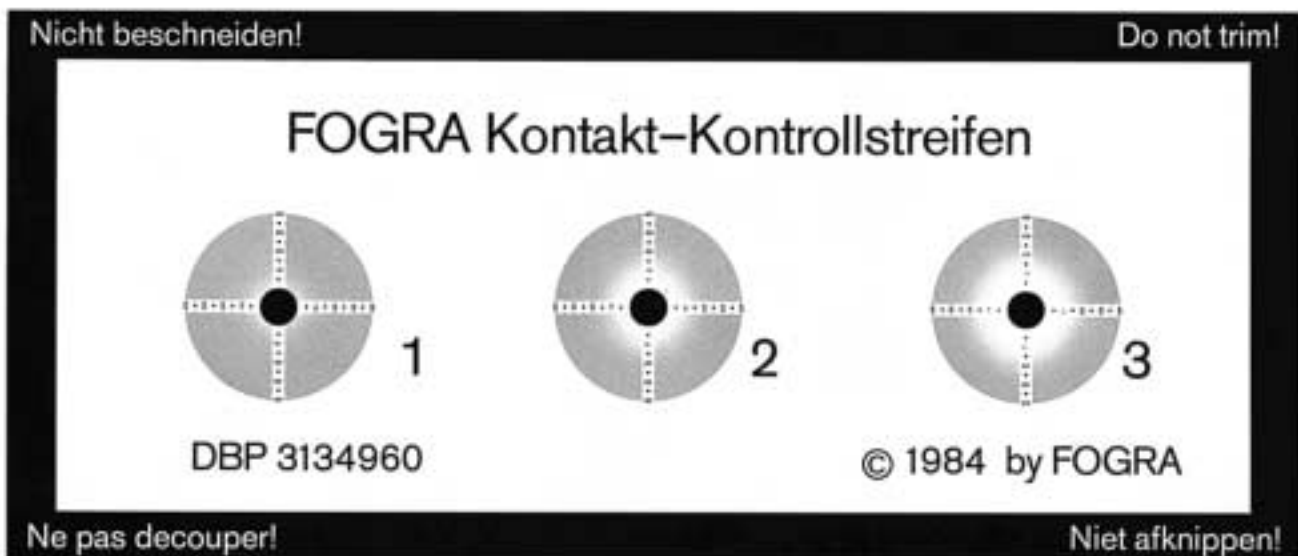 Nicht beschneiden!
Do not trim!
FOGRA Kontakt–Kontrollstreifen
1
2
3
DBP 3134960
© 1984 by FOGRA
Ne pas decouper!
Niet afknippen!